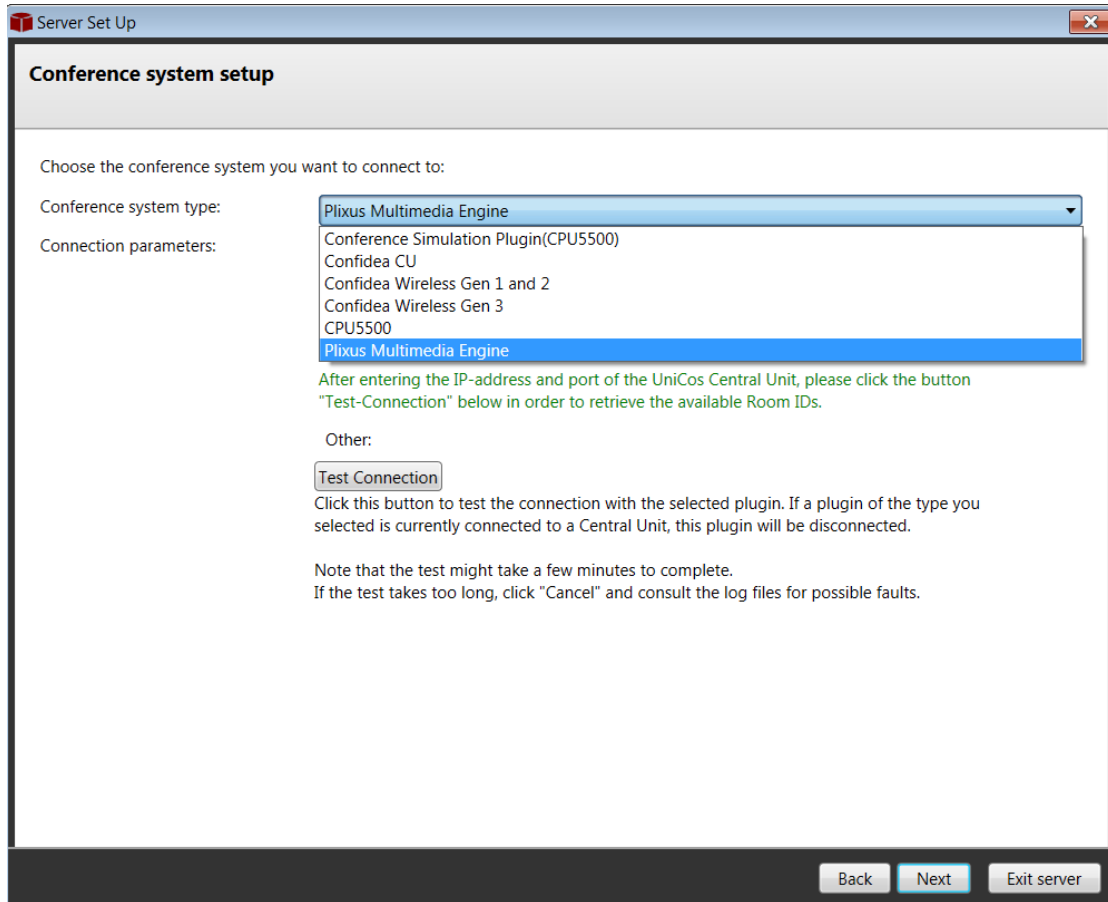 Server Set Up
Conference system setup
Choose the conference system you want to connect to:
Conference system type:
Plixus Multimedia Engine
Connection parameters:
Conference Simulation Plugin(CPU5500)
Confidea CU
Confidea Wireless Gen 1 and 2
Confidea Wireless Gen 3
CPU5500
Plixus Multimedia Engine
After entering the IP-address and port of the UniCos Central Unit, please click the button
"Test-Connection" below in order to retrieve the available Room IDs.
Other:
Test Connection
Click this button to test the connection with the selected plugin. If a plugin of the type you
selected is currently connected to a Central Unit, this plugin will be disconnected.
Note that the test might take a few minutes to complete.
If the test takes too long, click "Cancel" and consult the log files for possible faults.
Back
Next
Exit server